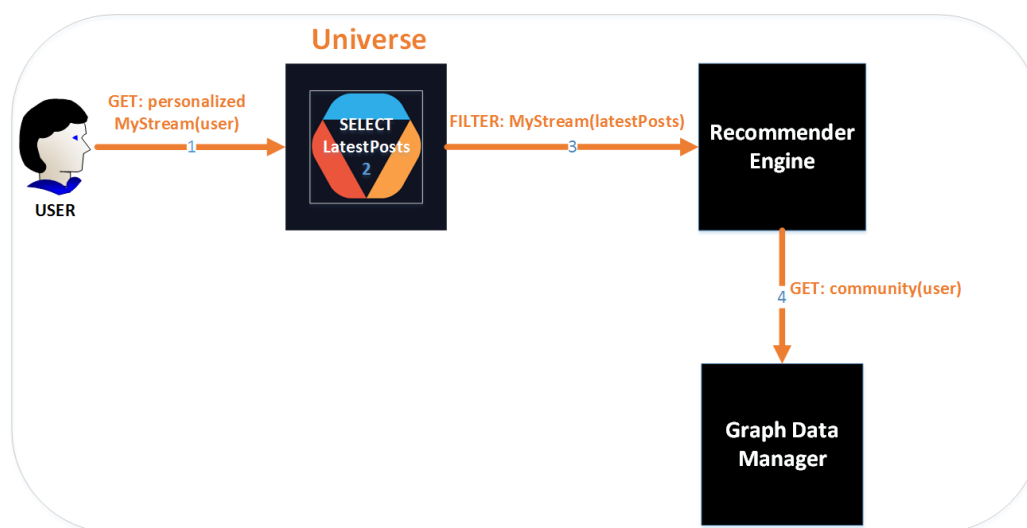 Universe
GET: personalized
MyStream(user)
1
USER
SELECT
LatestPosts
2
FILTER: MyStream(latestPosts)
3
Recommender
Engine
4
GET: community(user)
Graph Data
Manager